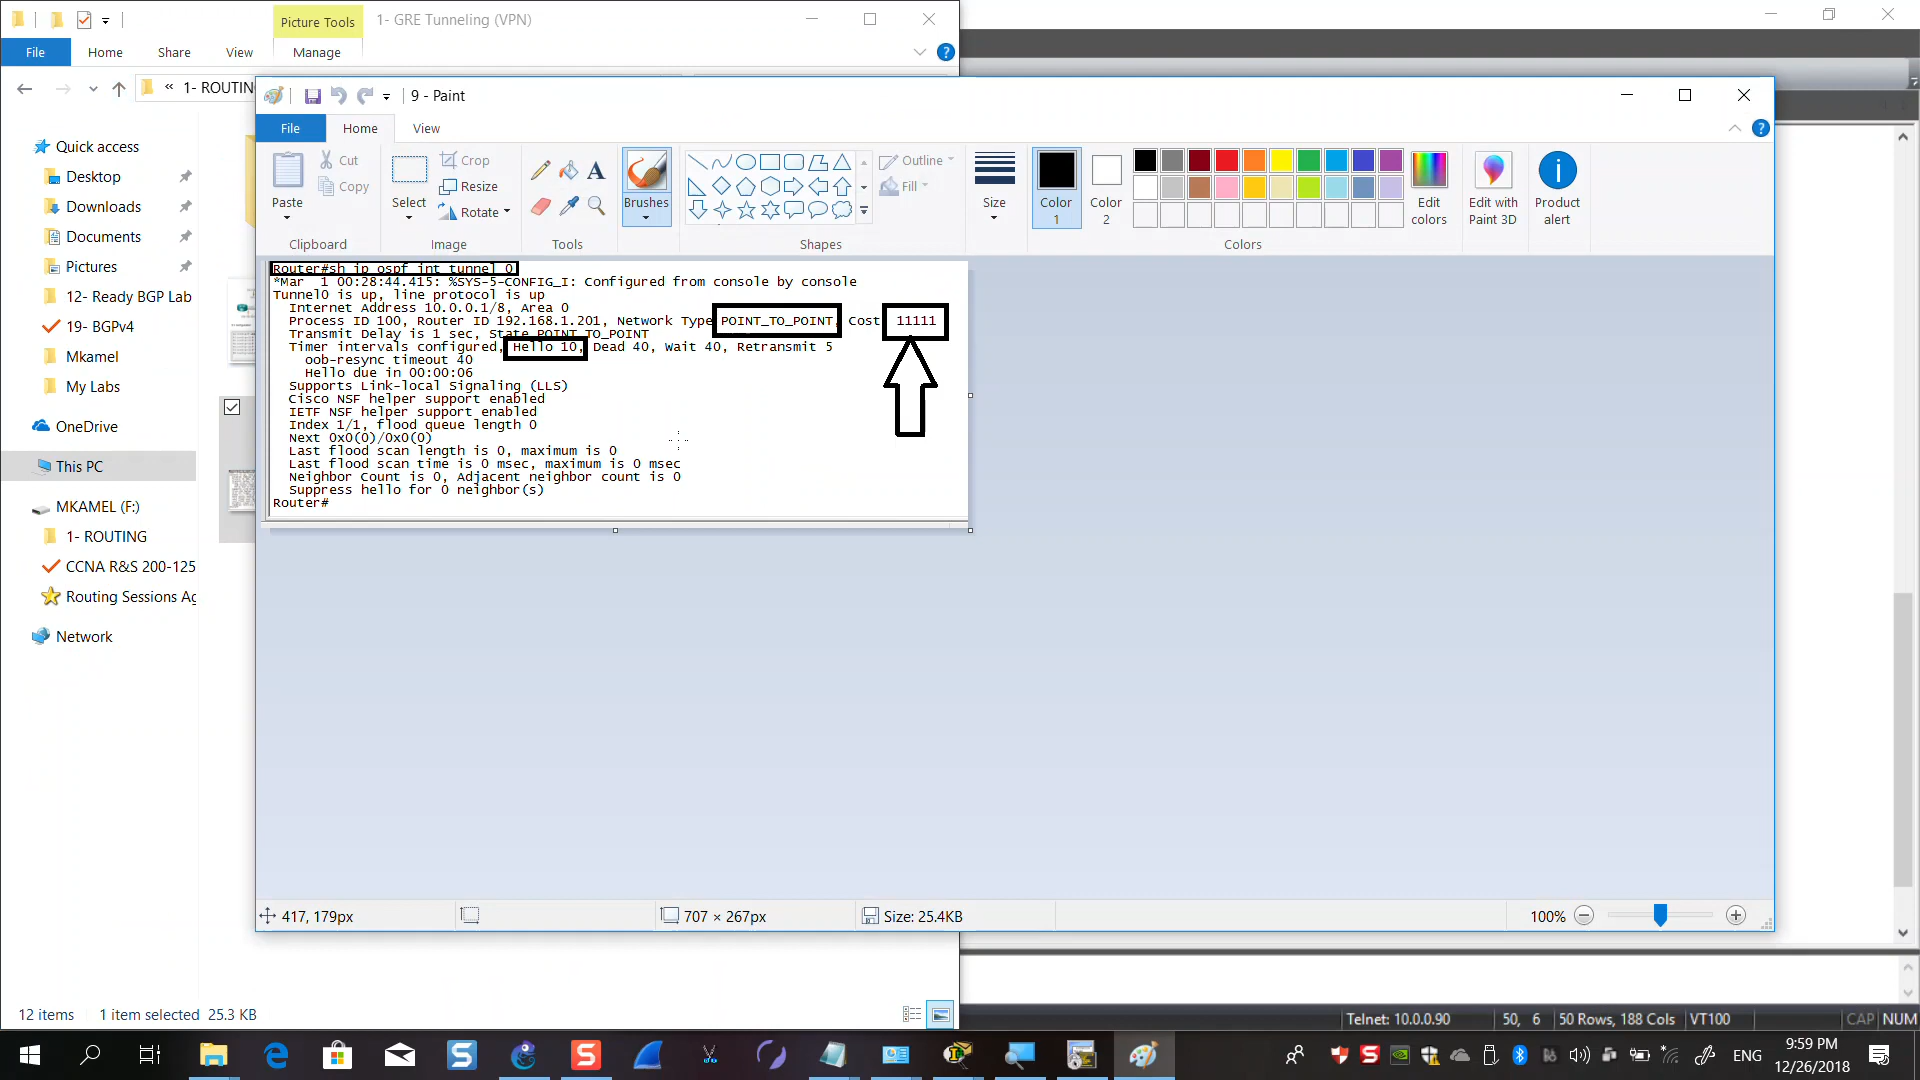 Picture Tools
1- GRE Tunneling (VPN)
File
Home
Share
View
Manage
« 1- ROUTIN
Quick access
Desktop
Downloads
Documents
Pictures
12- Ready BGP Lab
19- BGPv4
Mkamel
My Labs
OneDrive
This PC
MKAMEL (F:)
1- ROUTING
CCNA R&S 200-125
Routing Sessions Ag
Network
12 items
1 item selected 25.3 KB
9 - Paint
File
Home
View
Paste
Cut
Copy
Clipboard
Select
Crop
Resize
Rotate
Image
Tools
Brushes
Outline
Fill
Shapes
Size
Color 1
Color 2
Edit colors
Colors
Edit with Paint 3D
Product alert
Router#sh ip ospf int tunnel 0
*Mar  1 00:28:44.415: %SYS-5-CONFIG_I: Configured from console by console
Tunnel0 is up, line protocol is up
Internet Address 10.0.0.1/8, Area 0
Process ID 100, Router ID 192.168.1.201, Network Type POINT_TO_POINT, Cost 11111
Transmit Delay is 1 sec, State POINT_TO_POINT
Timer intervals configured, Hello 10, Dead 40, Wait 40, Retransmit 5
oob-resync timeout 40
Hello due in 00:00:06
Supports Link-local Signaling (LLS)
Cisco NSF helper support enabled
IETF NSF helper support enabled
Index 1/1, flood queue length 0
Next 0x0(0)/0x0(0)
Last flood scan length is 0, maximum is 0
Last flood scan time is 0 msec, maximum is 0 msec
Neighbor Count is 0, Adjacent neighbor count is 0
Suppress hello for 0 neighbor(s)
Router#
417, 179px
707 × 267px
Size: 25.4KB
100%
Telnet: 10.0.0.90
50, 6
50 Rows, 188 Cols
VT100
CAP
NUM
ENG
9:59 PM
12/26/2018